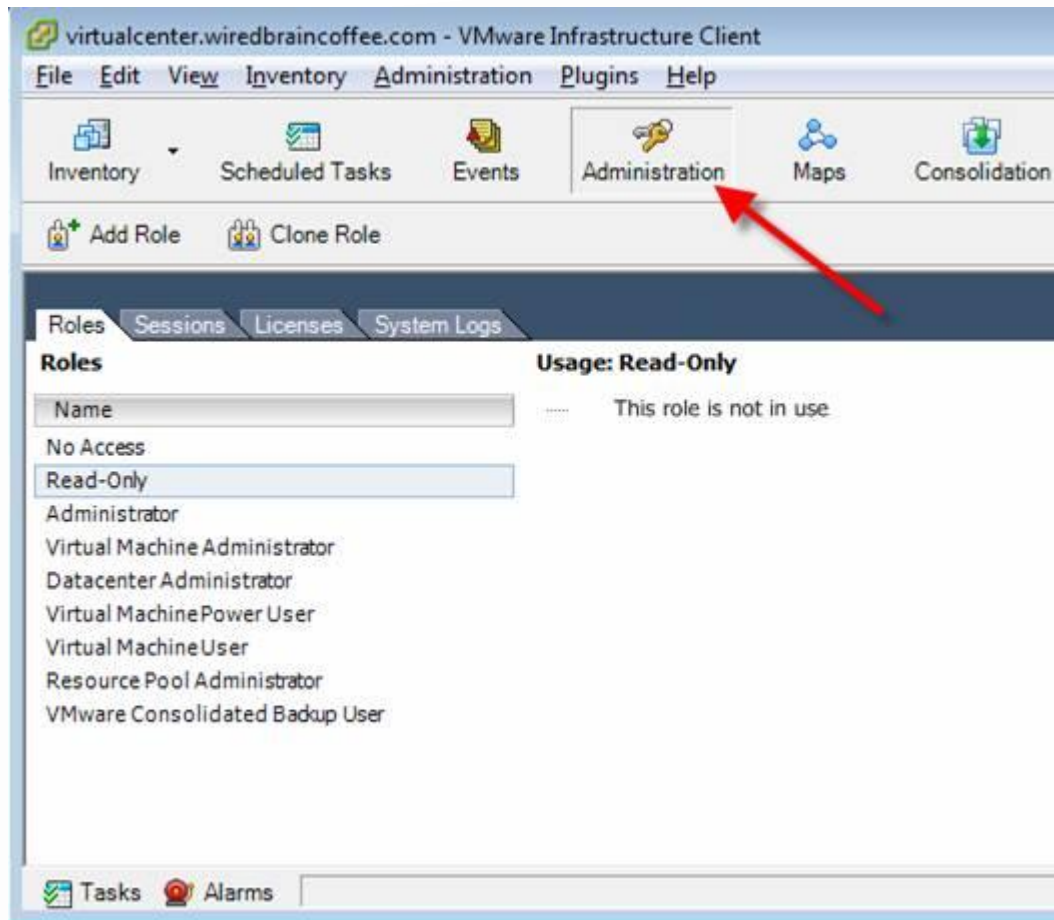 virtualcenter.wiredbraincoffee.com - VMware Infrastructure Client
File Edit View Inventory Administration Plugins Help
Inventory Scheduled Tasks Events Administration Maps Consolidation
Add Role Clone Role
Roles Sessions Licenses System Logs
Roles
Usage: Read-Only
Name
This role is not in use
No Access
Read-Only
Administrator
Virtual Machine Administrator
Datacenter Administrator
Virtual Machine Power User
Virtual Machine User
Resource Pool Administrator
VMware Consolidated Backup User
Tasks Alarms